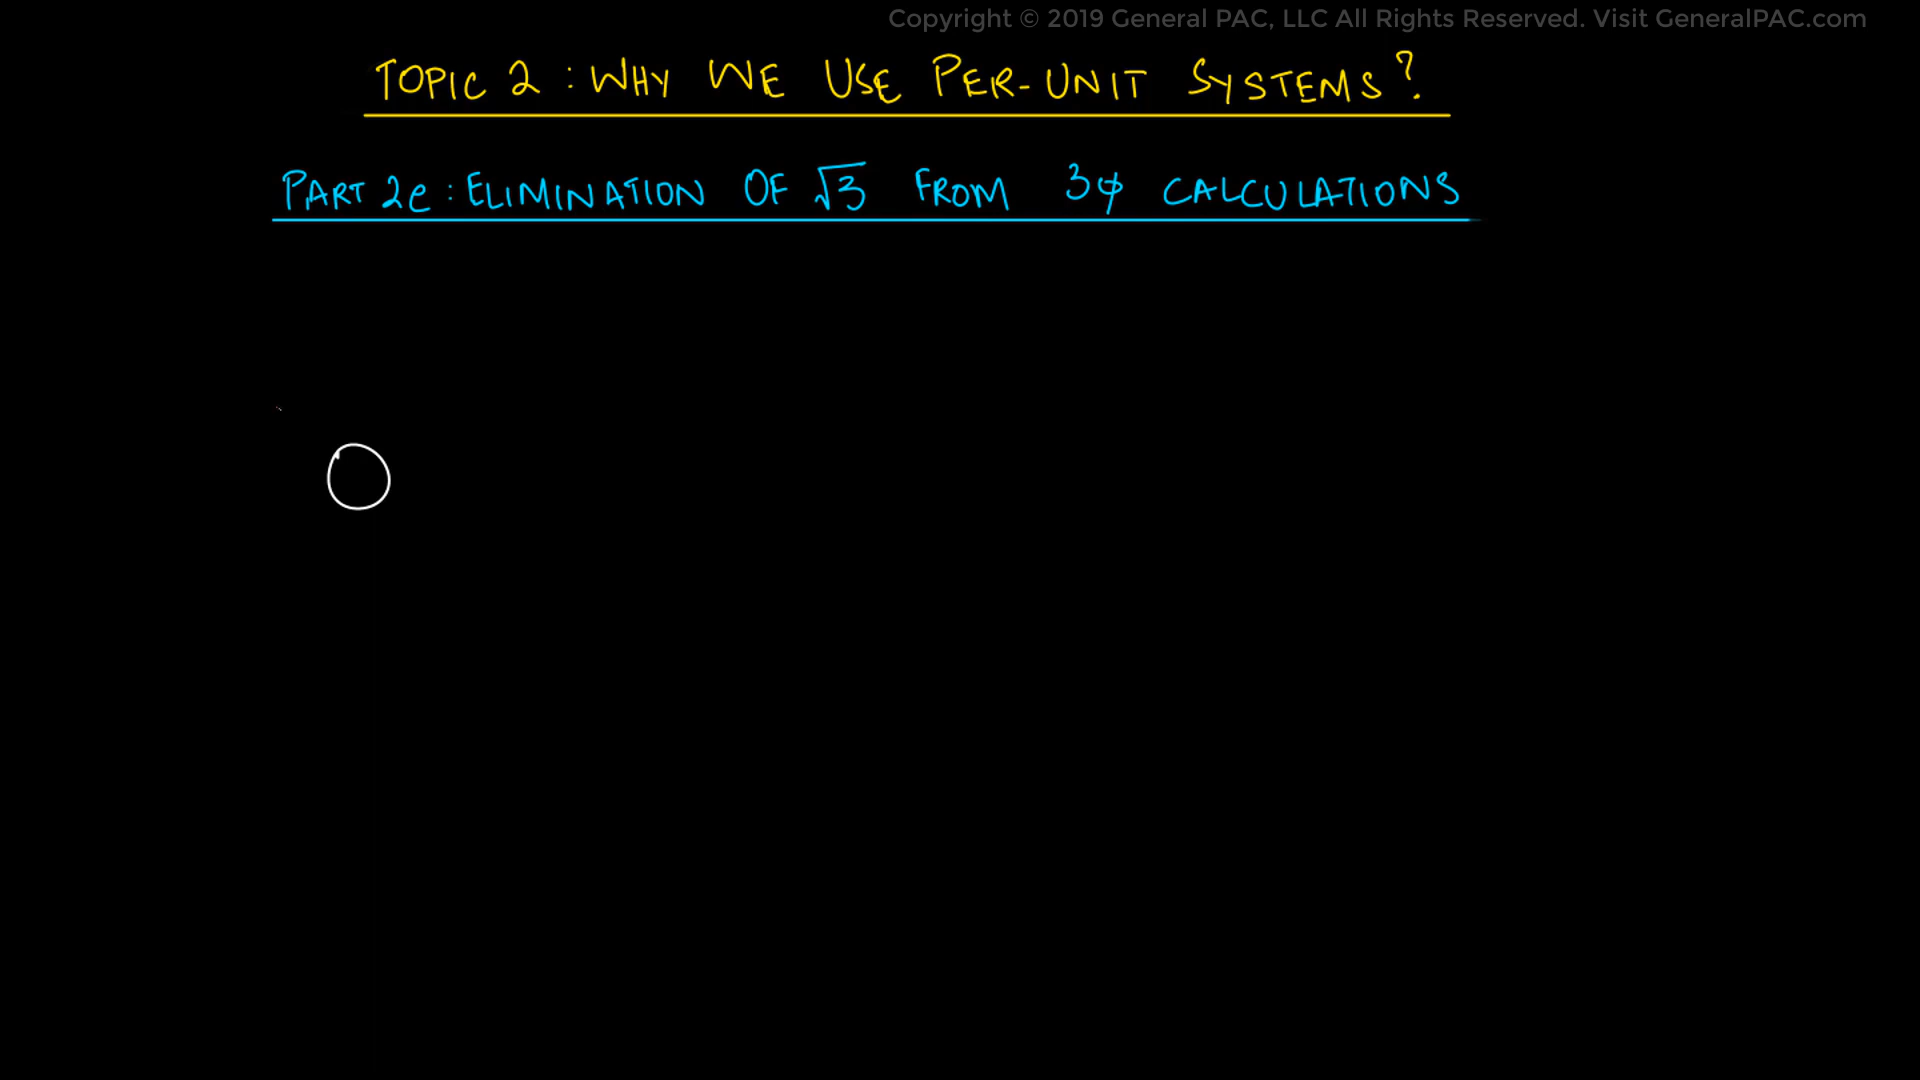 Copyright © 2019 General PAC, LLC All Rights Reserved. Visit GeneralPAC.com
TOPIC 2 : WHY WE USE PER-UNIT SYSTEMS?
PART 2e : ELIMINATION OF √3 FROM 3φ CALCULATIONS